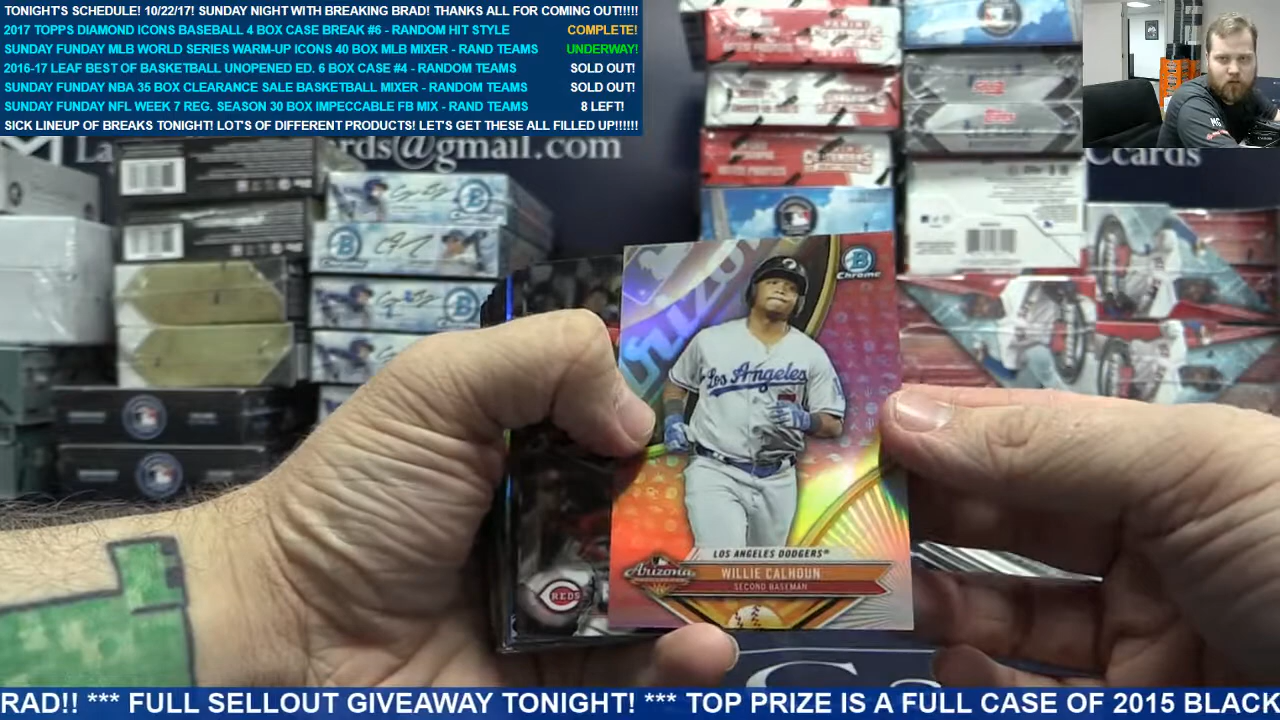 TONIGHT'S SCHEDULE! 10/22/17! SUNDAY NIGHT WITH BREAKING BRAD! THANKS ALL FOR COMING OUT!!!!!
2017 TOPPS DIAMOND ICONS BASEBALL 4 BOX CASE BREAK #6 - RANDOM HIT STYLE COMPLETE!
SUNDAY FUNDAY MLB WORLD SERIES WARM-UP ICONS 40 BOX MLB MIXER - RAND TEAMS UNDERWAY!
2016-17 LEAF BEST OF BASKETBALL UNOPENED ED. 6 BOX CASE #4 - RANDOM TEAMS SOLD OUT!
SUNDAY FUNDAY NBA 35 BOX CLEARANCE SALE BASKETBALL MIXER - RANDOM TEAMS SOLD OUT!
SUNDAY FUNDAY NFL WEEK 7 REG. SEASON 30 BOX IMPECCABLE FB MIX - RAND TEAMS 8 LEFT!
SICK LINEUP OF BREAKS TONIGHT! LOT'S OF DIFFERENT PRODUCTS! LET'S GET THESE ALL FILLED UP!!!!!!
cards@gmail.com
Ccards
CONTENDERS
B Chrome
Los Angeles
LOS ANGELES DODGERS®
Arizona
WILLIE CALHOUN
SECOND BASEMAN
REDS
RAD!! *** FULL SELLOUT GIVEAWAY TONIGHT! *** TOP PRIZE IS A FULL CASE OF 2015 BLACK